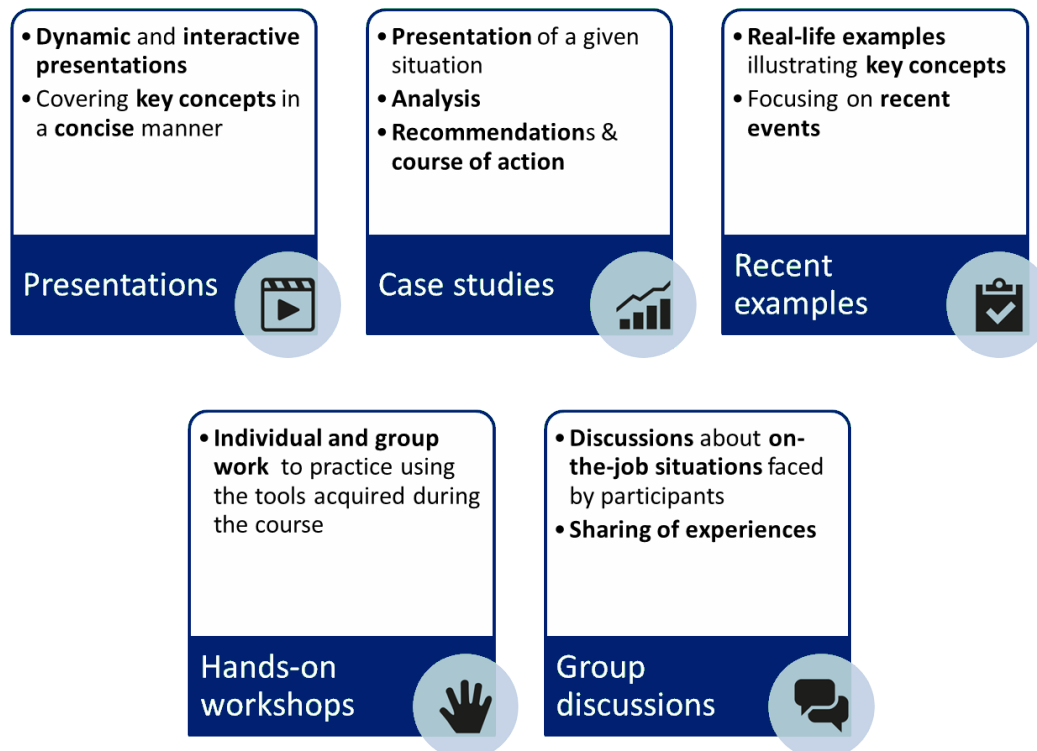 • Dynamic and interactive
presentations
• Covering key concepts in
a concise manner
Presentations
• Presentation of a given
situation
• Analysis
• Recommendations &
course of action
Case studies
• Real-life examples
illustrating key concepts
• Focusing on recent
events
Recent
examples
• Individual and group
work to practice using
the tools acquired during
the course
Hands-on
workshops
• Discussions about on-
the-job situations faced
by participants
• Sharing of experiences
Group
discussions